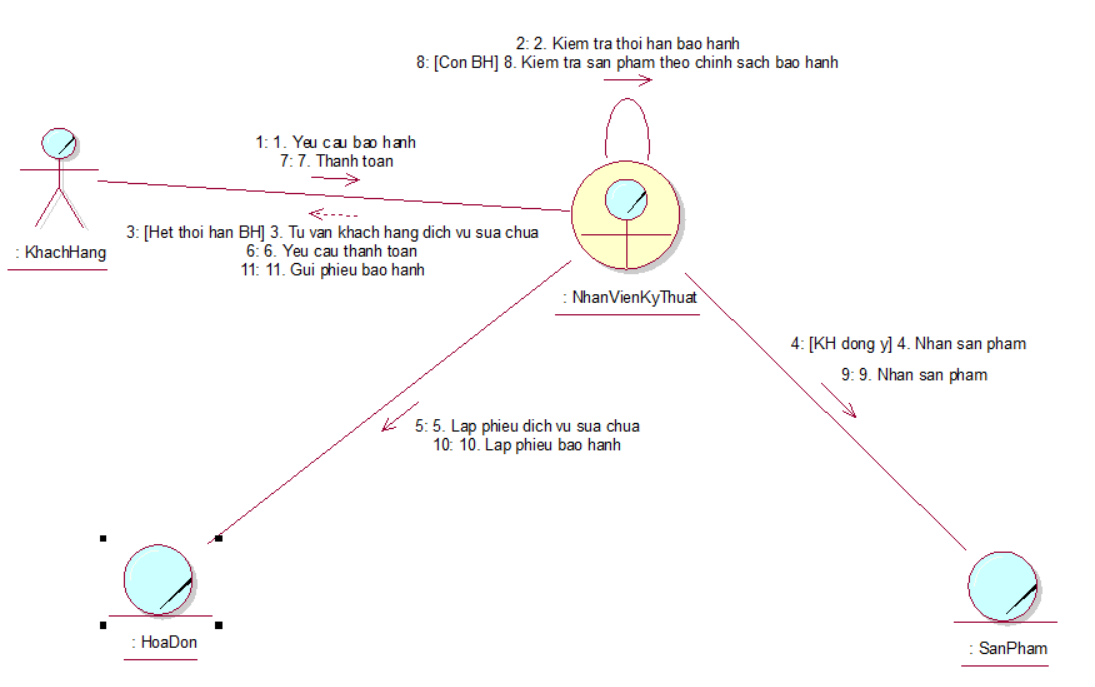 2: 2. Kiem tra thoi han bao hanh
8: [Con BH] 8. Kiem tra san pham theo chinh sach bao hanh
1: 1. Yeu cau bao hanh
7: 7. Thanh toan
3: [Het thoi han BH] 3. Tu van khach hang dich vu sua chua
6: 6. Yeu cau thanh toan
11: 11. Gui phieu bao hanh
: KhachHang
: NhanVienKyThuat
4: [KH dong y] 4. Nhan san pham
9: 9. Nhan san pham
5: 5. Lap phieu dich vu sua chua
10: 10. Lap phieu bao hanh
: HoaDon
: SanPham